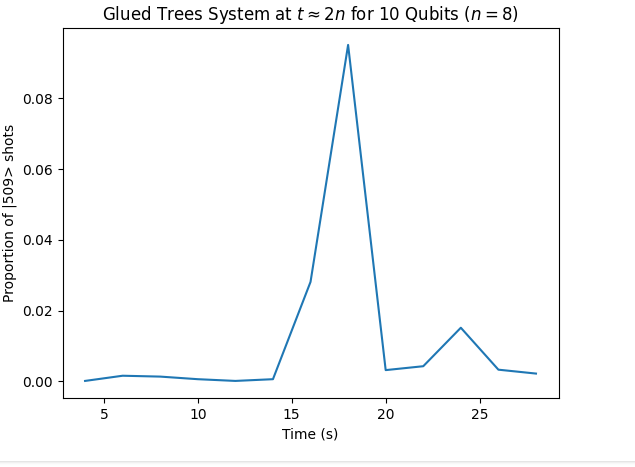 Glued Trees System at t ≈ 2n for 10 Qubits (n = 8)
Proportion of |509> shots
0.08
0.06
0.04
0.02
0.00
5 10 15 20 25
Time (s)